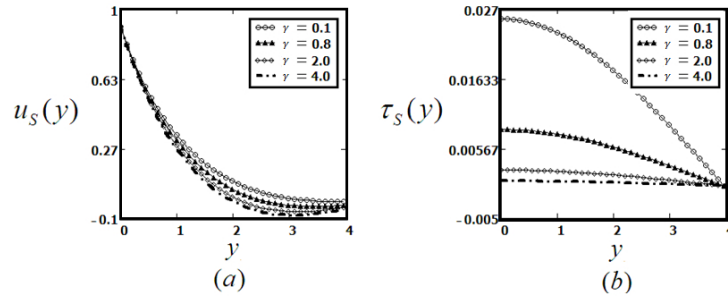 1
0.63
u_S(y)
0.27
-0.1
0 1 2 3 4
y
(a)
γ = 0.1
γ = 0.8
γ = 2.0
γ = 4.0
0.027
0.01633
τ_S(y)
0.00567
-0.005
0 1 2 3 4
y
(b)
γ = 0.1
γ = 0.8
γ = 2.0
γ = 4.0